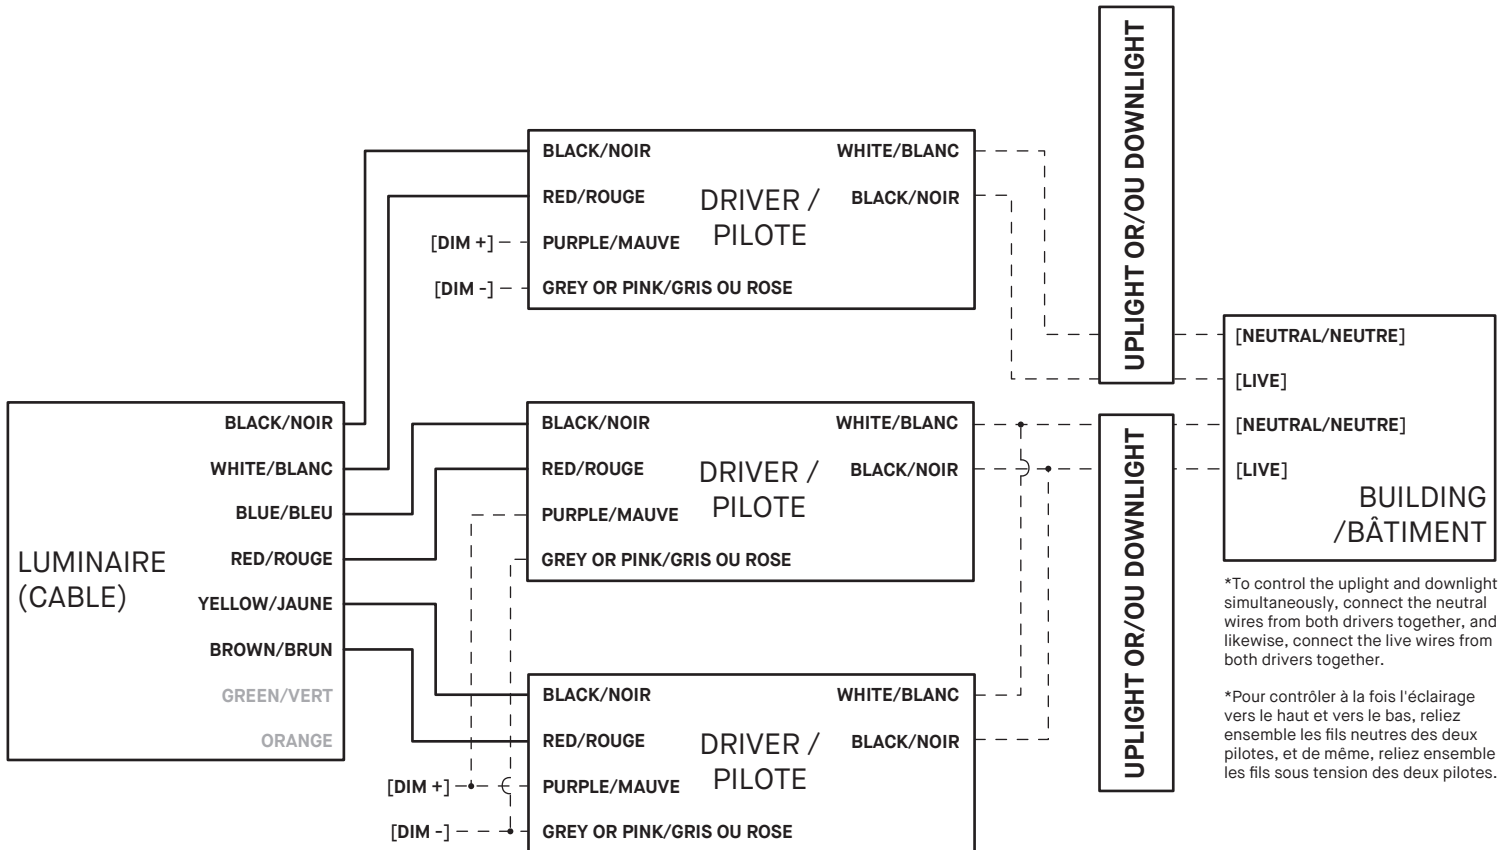 UPLIGHT OR/OU DOWNLIGHT
BLACK/NOIR
RED/ROUGE
[DIM +]
PURPLE/MAUVE
[DIM -]
GREY OR PINK/GRIS OU ROSE
DRIVER /
PILOTE
WHITE/BLANC
BLACK/NOIR
[NEUTRAL/NEUTRE]
[LIVE]
[NEUTRAL/NEUTRE]
[LIVE]
BUILDING
/BÂTIMENT
LUMINAIRE
(CABLE)
BLACK/NOIR
WHITE/BLANC
BLUE/BLEU
RED/ROUGE
YELLOW/JAUNE
BROWN/BRUN
GREEN/VERT
ORANGE
BLACK/NOIR
RED/ROUGE
PURPLE/MAUVE
GREY OR PINK/GRIS OU ROSE
DRIVER /
PILOTE
WHITE/BLANC
BLACK/NOIR
UPLIGHT OR/OU DOWNLIGHT
BLACK/NOIR
RED/ROUGE
[DIM +]
PURPLE/MAUVE
[DIM -]
GREY OR PINK/GRIS OU ROSE
DRIVER /
PILOTE
WHITE/BLANC
BLACK/NOIR
*To control the uplight and downlight
simultaneously, connect the neutral
wires from both drivers together, and
likewise, connect the live wires from
both drivers together.
*Pour contrôler à la fois l'éclairage
vers le haut et vers le bas, reliez
ensemble les fils neutres des deux
pilotes, et de même, reliez ensemble
les fils sous tension des deux pilotes.